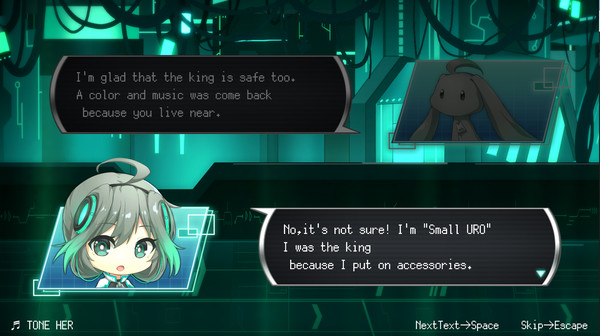 I'm glad that the king is safe too.
A color and music was come back
because you live near.
No,it's not sure! I'm "Small URO"
I was the king
because I put on accessories.
♬ TONE HER
NextText→Space Skip→Escape